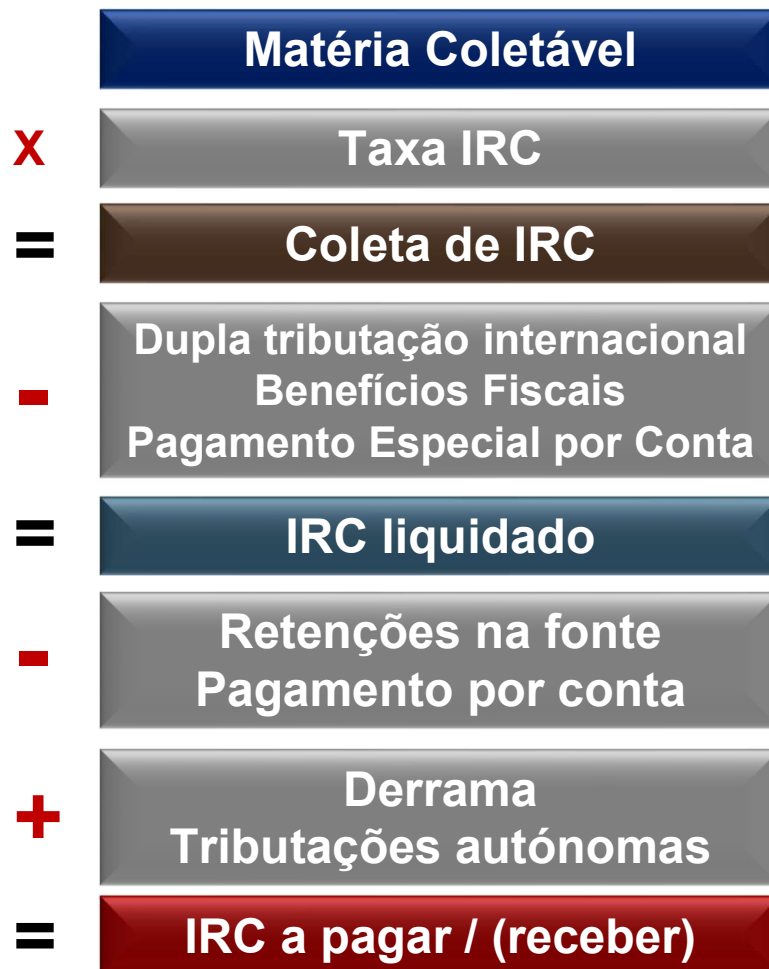 Matéria Coletável
x Taxa IRC
= Coleta de IRC
Dupla tributação internacional
- Benefícios Fiscais
Pagamento Especial por Conta
= IRC liquidado
- Retenções na fonte
Pagamento por conta
+ Derrama
Tributações autónomas
= IRC a pagar / (receber)